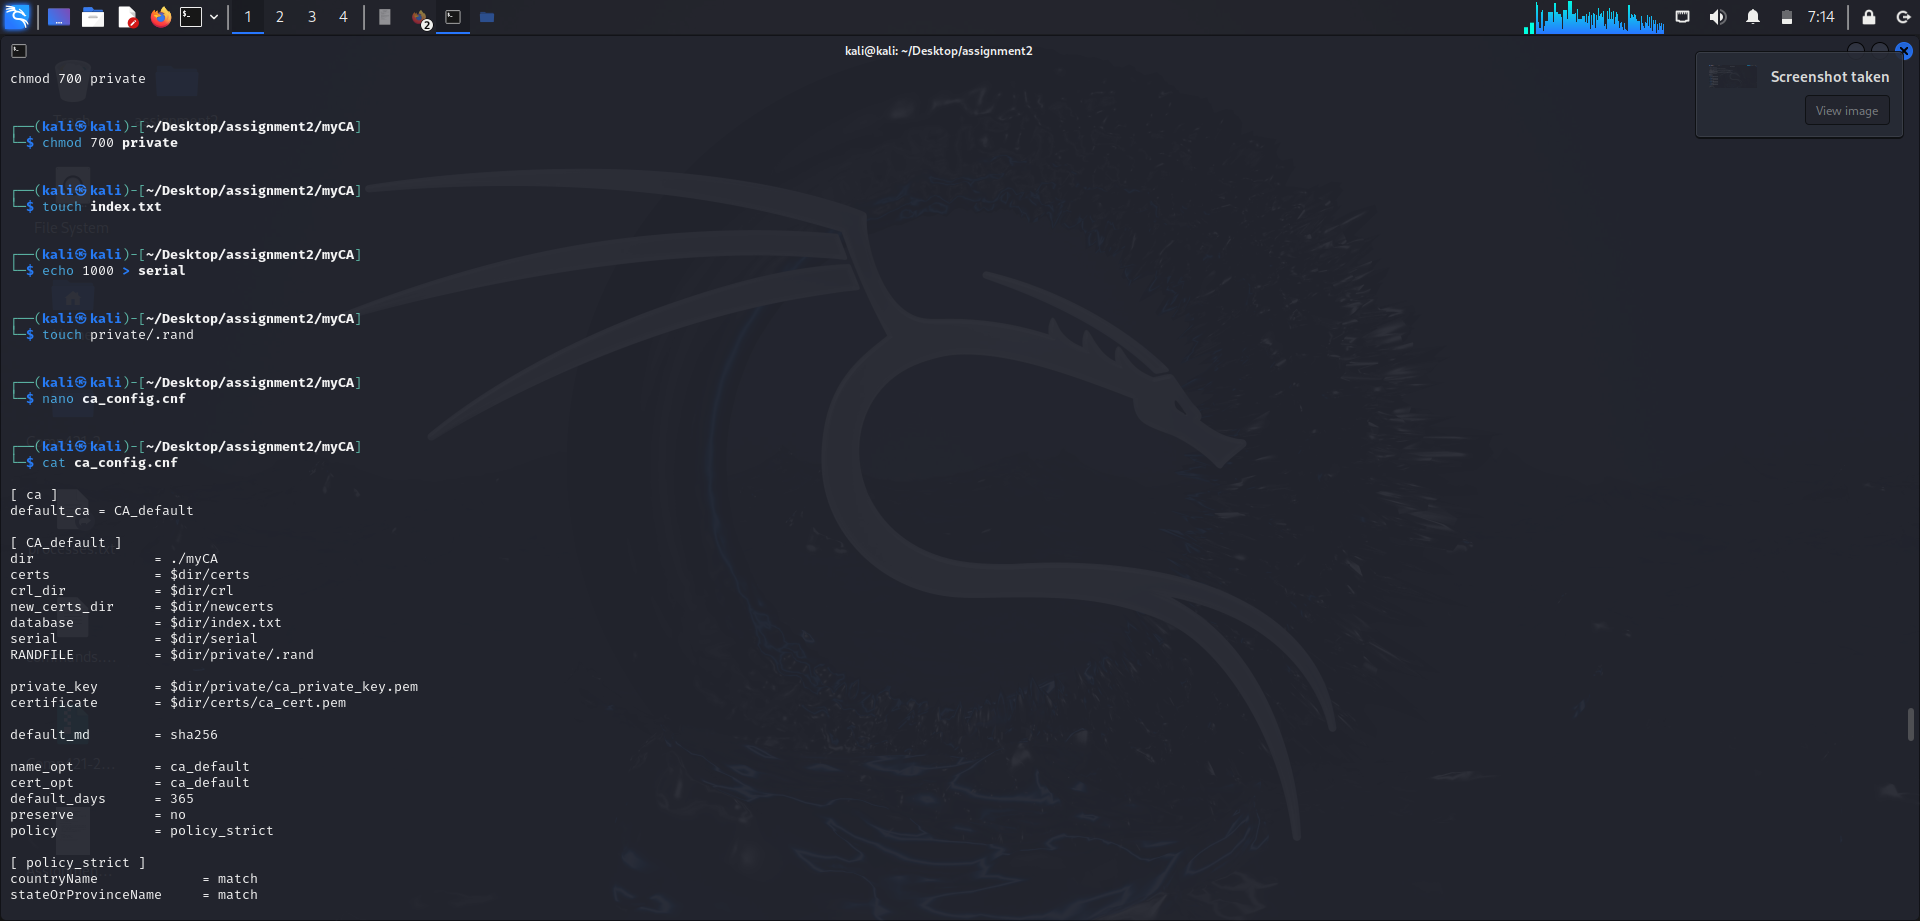 1 2 3 4
2
7:14
kali@kali: ~/Desktop/assignment2
Screenshot taken
View image
chmod 700 private
┌──(kali㉿kali)-[~/Desktop/assignment2/myCA]
└─$ chmod 700 private
┌──(kali㉿kali)-[~/Desktop/assignment2/myCA]
└─$ touch index.txt
File System
┌──(kali㉿kali)-[~/Desktop/assignment2/myCA]
└─$ echo 1000 > serial
┌──(kali㉿kali)-[~/Desktop/assignment2/myCA]
└─$ touch private/.rand
┌──(kali㉿kali)-[~/Desktop/assignment2/myCA]
└─$ nano ca_config.cnf
┌──(kali㉿kali)-[~/Desktop/assignment2/myCA]
└─$ cat ca_config.cnf
[ ca ]
default_ca = CA_default
[ CA_default ]
dir = ./myCA
certs = $dir/certs
crl_dir = $dir/crl
new_certs_dir = $dir/newcerts
database = $dir/index.txt
serial = $dir/serial
RANDFILE = $dir/private/.rand
private_key = $dir/private/ca_private_key.pem
certificate = $dir/certs/ca_cert.pem
default_md = sha256
name_opt = ca_default
cert_opt = ca_default
default_days = 365
preserve = no
policy = policy_strict
[ policy_strict ]
countryName = match
stateOrProvinceName = match